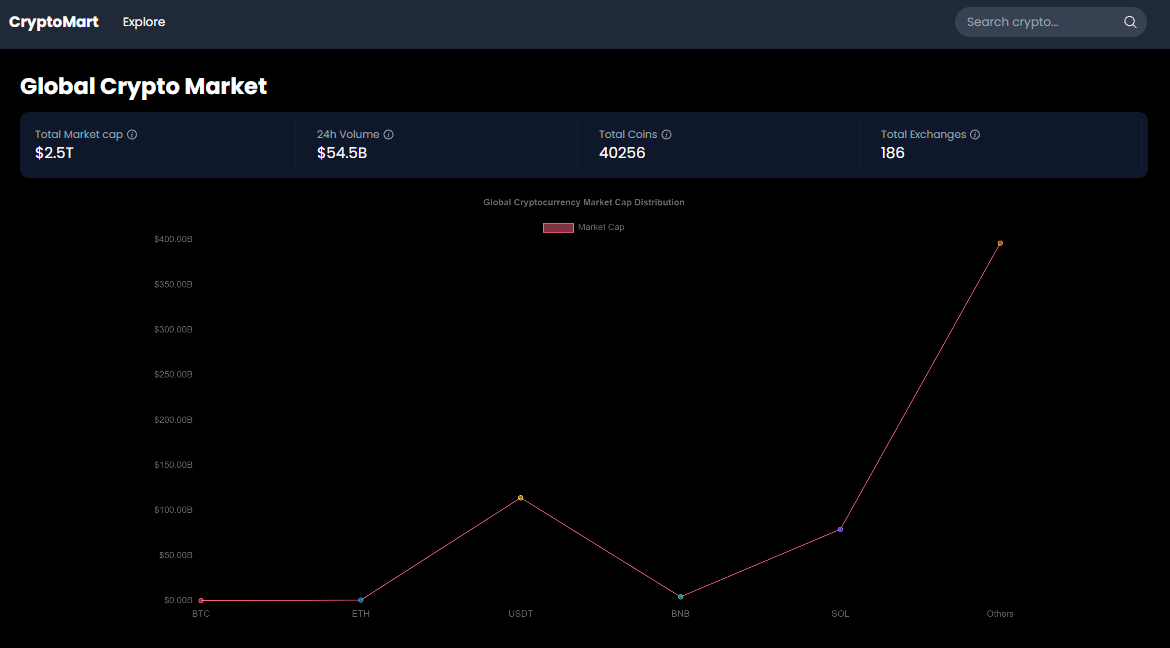 CryptoMart Explore Search crypto...
Global Crypto Market
Total Market cap 24h Volume Total Coins Total Exchanges
$2.5T $54.5B 40256 186
Global Cryptocurrency Market Cap Distribution
Market Cap
$400.00B
$350.00B
$300.00B
$250.00B
$200.00B
$150.00B
$100.00B
$50.00B
$0.00B
BTC ETH USDT BNB SOL Others